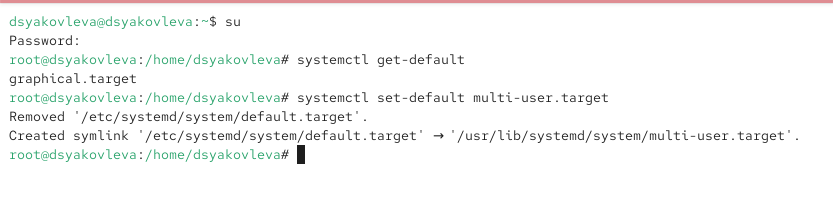 dsyakovleva@dsyakovleva:~$ su
Password:
root@dsyakovleva:/home/dsyakovleva# systemctl get-default
graphical.target
root@dsyakovleva:/home/dsyakovleva# systemctl set-default multi-user.target
Removed '/etc/systemd/system/default.target'.
Created symlink '/etc/systemd/system/default.target' → '/usr/lib/systemd/system/multi-user.target'.
root@dsyakovleva:/home/dsyakovleva#